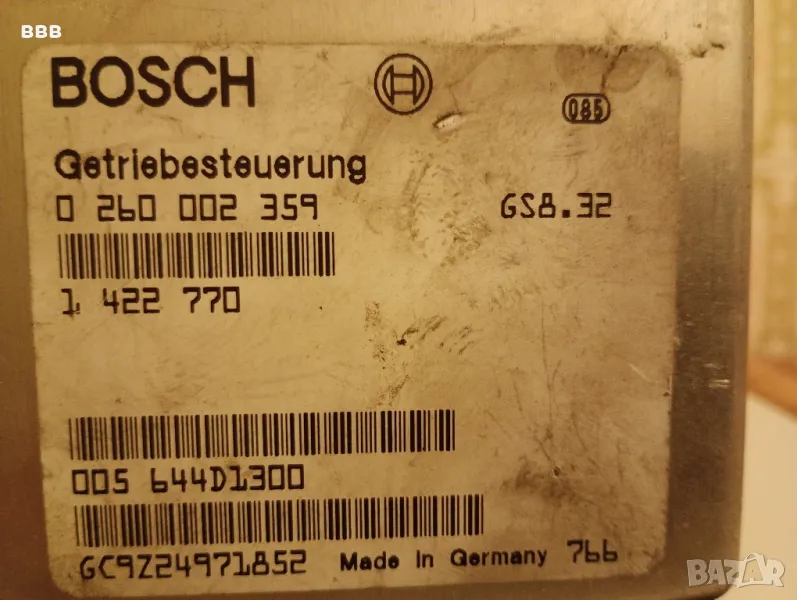 BBB
BOSCH
085
Getriebesteuerung
0 260 002 359 GS8.32
1 422 770
005 644D1300
GC9Z24971852 Made in Germany 766
BAZAR